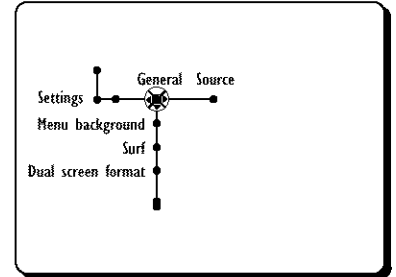 General Source
Settings
Menu background
Surf
Dual screen format